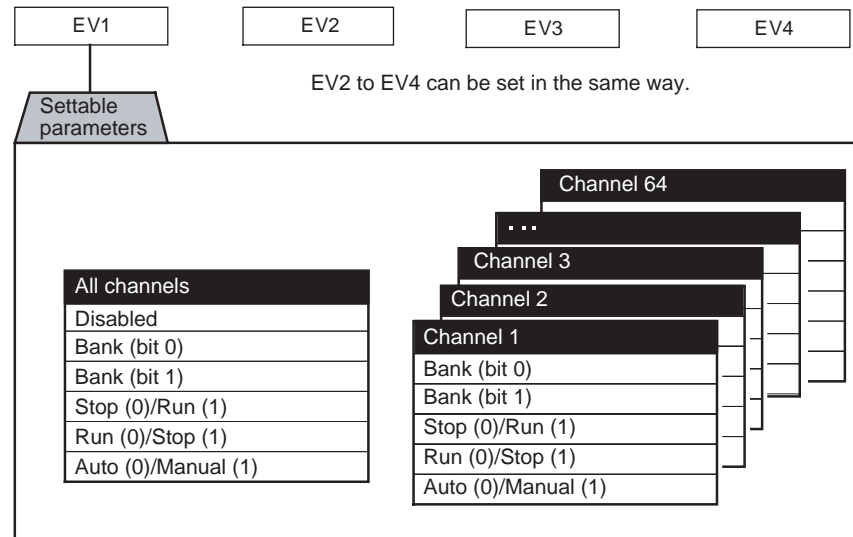 EV1
EV2
EV3
EV4
EV2 to EV4 can be set in the same way.
Settable
parameters
All channels
Disabled
Bank (bit 0)
Bank (bit 1)
Stop (0)/Run (1)
Run (0)/Stop (1)
Auto (0)/Manual (1)
Channel 64
...
Channel 3
Channel 2
Channel 1
Bank (bit 0)
Bank (bit 1)
Stop (0)/Run (1)
Run (0)/Stop (1)
Auto (0)/Manual (1)